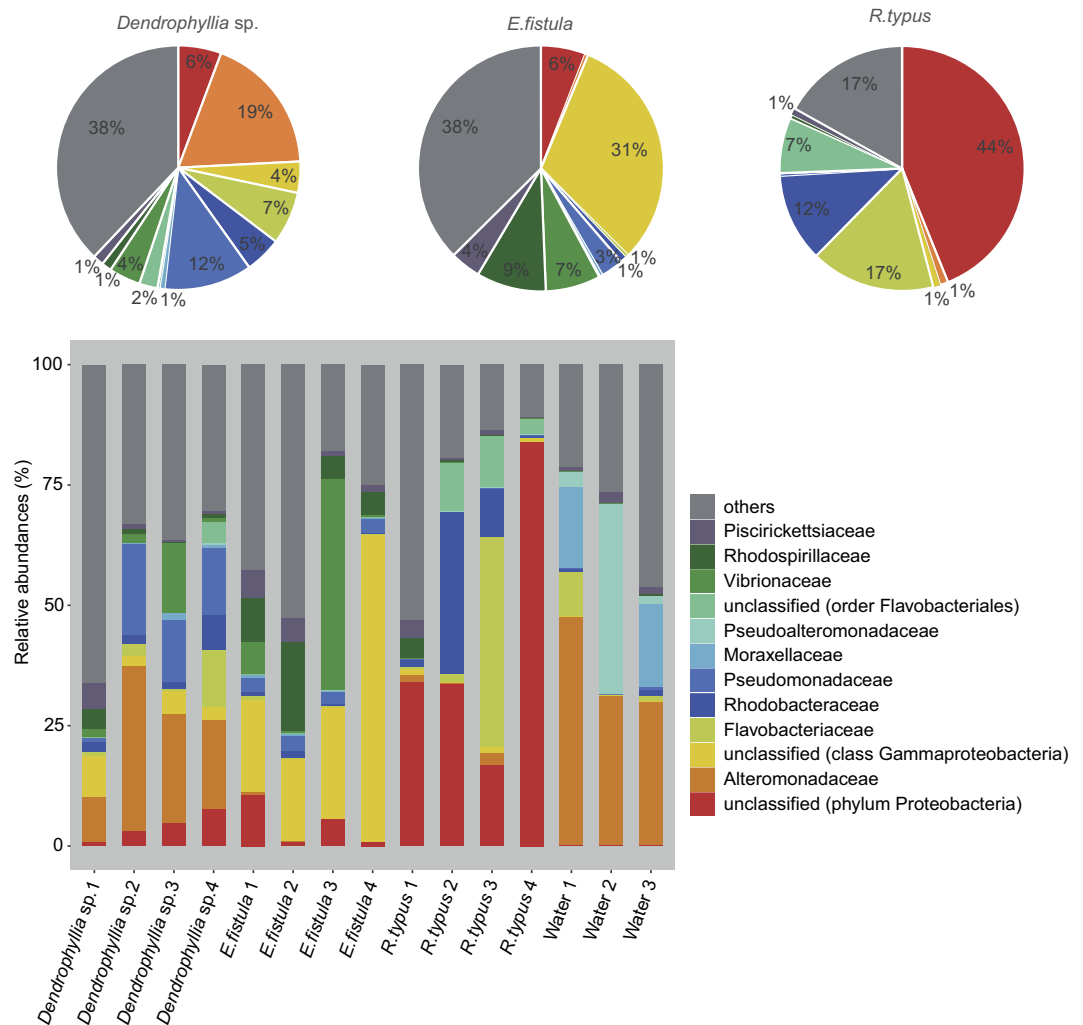 Dendrophyllia sp.
E.fistula
R.typus
6%
19%
4%
7%
5%
12%
1%
2%
4%
1%
1%
38%
6%
31%
1%
1%
3%
7%
9%
4%
38%
44%
1%
1%
17%
12%
7%
1%
17%
Relative abundances (%)
100
75
50
25
0
Dendrophyllia sp.1
Dendrophyllia sp.2
Dendrophyllia sp.3
Dendrophyllia sp.4
E.fistula 1
E.fistula 2
E.fistula 3
E.fistula 4
R.typus 1
R.typus 2
R.typus 3
R.typus 4
Water 1
Water 2
Water 3
others
Piscirickettsiaceae
Rhodospirillaceae
Vibrionaceae
unclassified (order Flavobacteriales)
Pseudoalteromonadaceae
Moraxellaceae
Pseudomonadaceae
Rhodobacteraceae
Flavobacteriaceae
unclassified (class Gammaproteobacteria)
Alteromonadaceae
unclassified (phylum Proteobacteria)